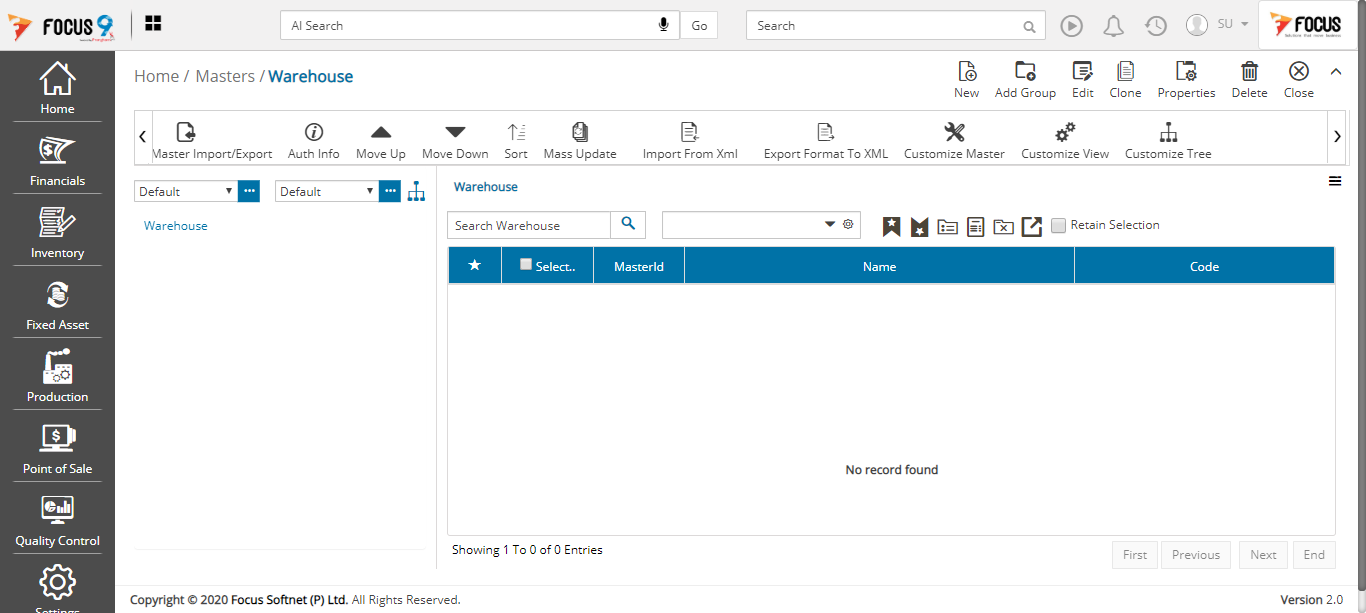 FOCUS 9
AI Search
Go
Search
SU
FOCUS
Home
Financials
Inventory
Fixed Asset
Production
Point of Sale
Quality Control
Settings
Home / Masters / Warehouse
New
Add Group
Edit
Clone
Properties
Delete
Close
Master Import/Export
Auth Info
Move Up
Move Down
Sort
Mass Update
Import From Xml
Export Format To XML
Customize Master
Customize View
Customize Tree
Default
Default
Warehouse
Warehouse
Search Warehouse
Retain Selection
Select..
MasterId
Name
Code
No record found
Showing 1 To 0 of 0 Entries
First
Previous
Next
End
Copyright © 2020 Focus Softnet (P) Ltd. All Rights Reserved.
Version 2.0